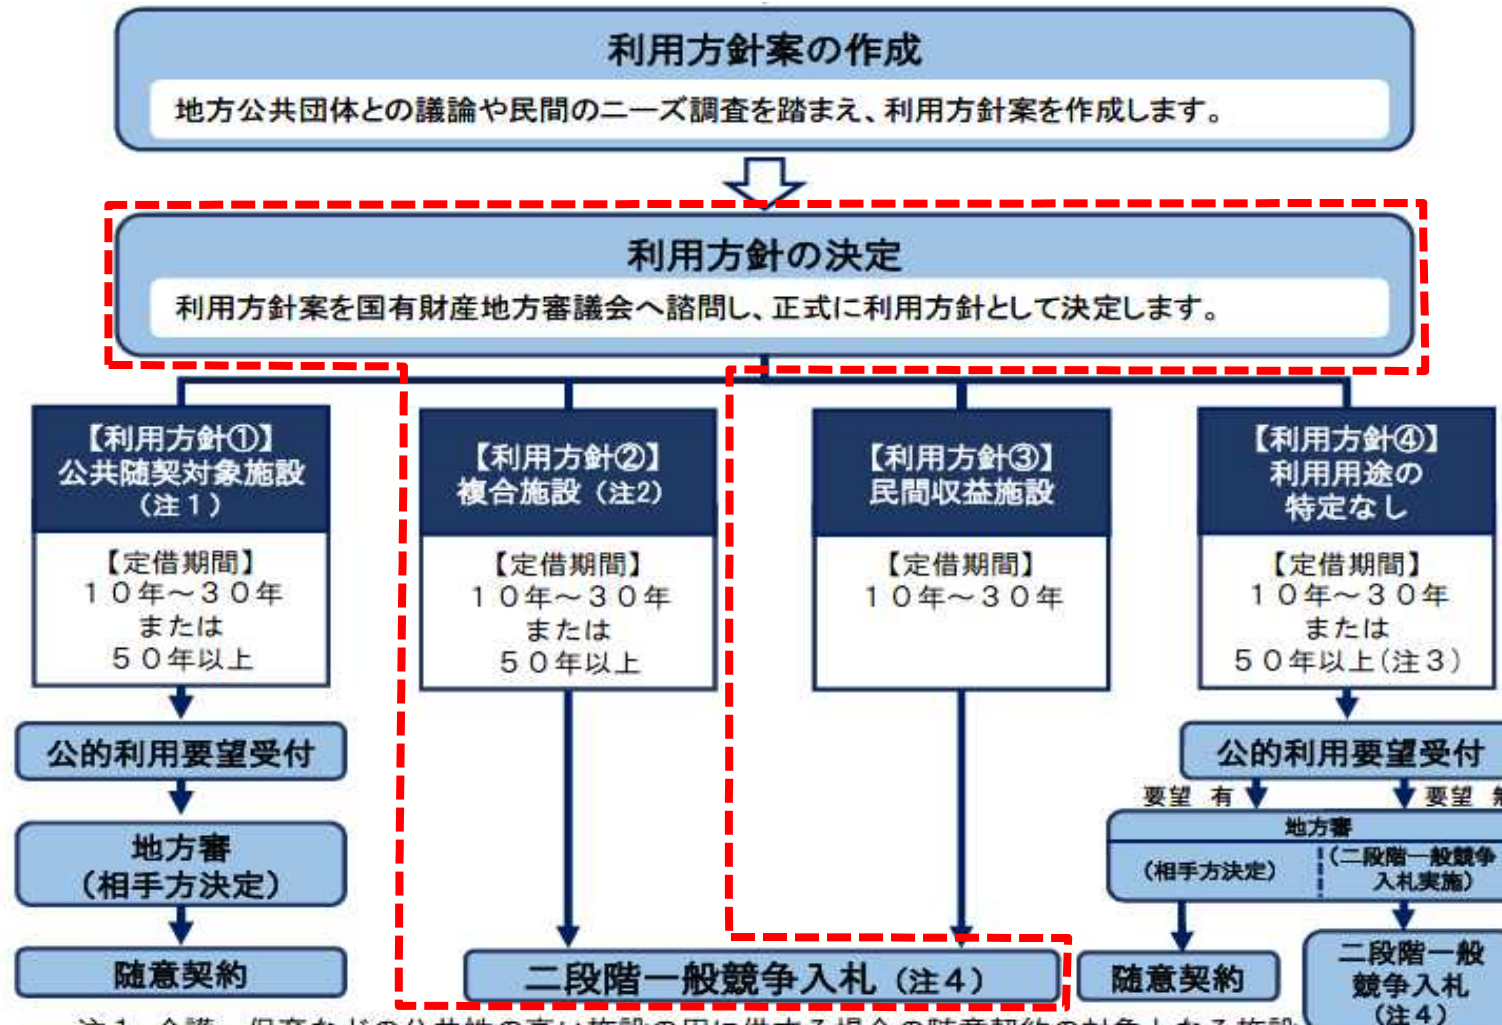 利用方針案の作成
地方公共団体との議論や民間のニーズ調査を踏まえ、利用方針案を作成します。
利用方針の決定
利用方針案を国有財産地方審議会へ諮問し、正式に利用方針として決定します。
【利用方針①】
公共随契対象施設
（注１）
【定借期間】
１０年～３０年
または
５０年以上
公的利用要望受付
地方審
（相手方決定）
随意契約
【利用方針②】
複合施設（注2）
【定借期間】
１０年～３０年
または
５０年以上
【利用方針③】
民間収益施設
【定借期間】
１０年～３０年
二段階一般競争入札（注４）
【利用方針④】
利用用途の
特定なし
【定借期間】
１０年～３０年
または
５０年以上（注３）
公的利用要望受付
要望 有
要望
地方審
（相手方決定）
（二段階一般競争
入札実施）
随意契約
二段階一般
競争入札
（注４）